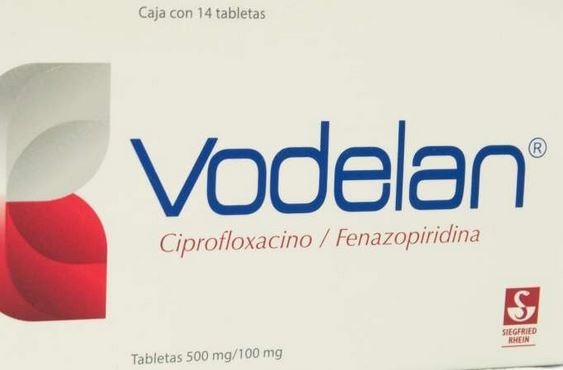 Caja con 14 tabletas
Vodelan®
Ciprofloxacino / Fenazopiridina
SIEGFRIED
RHEIN
Tabletas 500 mg/100 mg